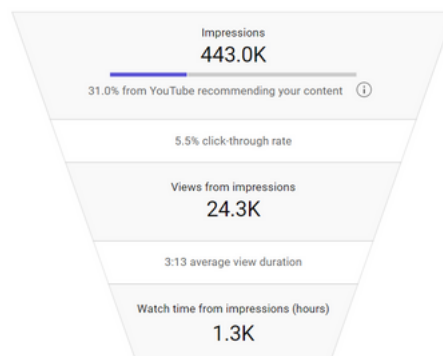 Impressions
443.0K
31.0% from YouTube recommending your content
5.5% click-through rate
Views from impressions
24.3K
3:13 average view duration
Watch time from impressions (hours)
1.3K